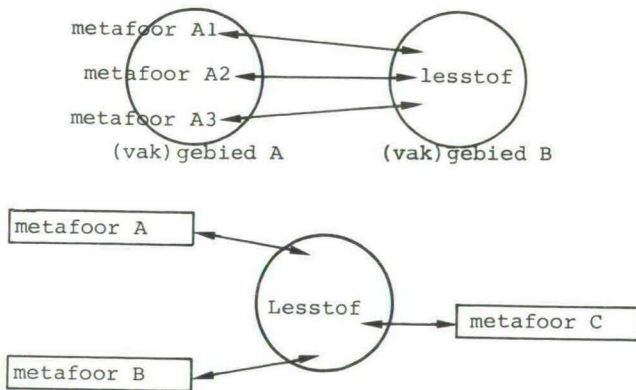 metafoor A1
metafoor A2 lesstof
metafoor A3
(vak)gebied A (vak)gebied B
metafoor A
Lesstof
metafoor C
metafoor B